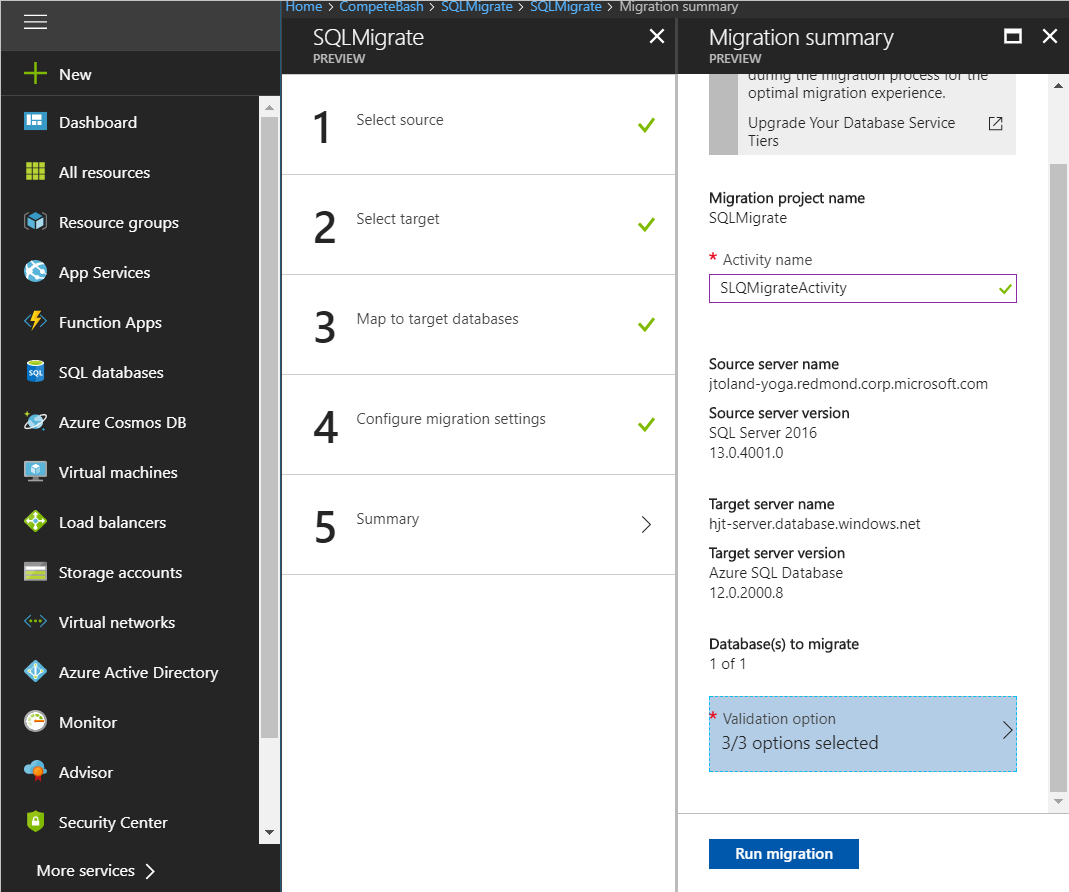 Home > CompeteBash > SQLMigrate > SQLMigrate > Migration summary
New
Dashboard
All resources
Resource groups
App Services
Function Apps
SQL databases
SQL
Azure Cosmos DB
Virtual machines
Load balancers
Storage accounts
Virtual networks
Azure Active Directory
Monitor
Advisor
Security Center
More services >
SQLMigrate
PREVIEW
1 Select source
2 Select target
3 Map to target databases
4 Configure migration settings
5 Summary
Migration summary
PREVIEW
during the migration process for the
optimal migration experience.
Upgrade Your Database Service
Tiers
Migration project name
SQLMigrate
* Activity name
SLQMigrateActivity
Source server name
jtoland-yoga.redmond.corp.microsoft.com
Source server version
SQL Server 2016
13.0.4001.0
Target server name
hjt-server.database.windows.net
Target server version
Azure SQL Database
12.0.2000.8
Database(s) to migrate
1 of 1
* Validation option
3/3 options selected
Run migration